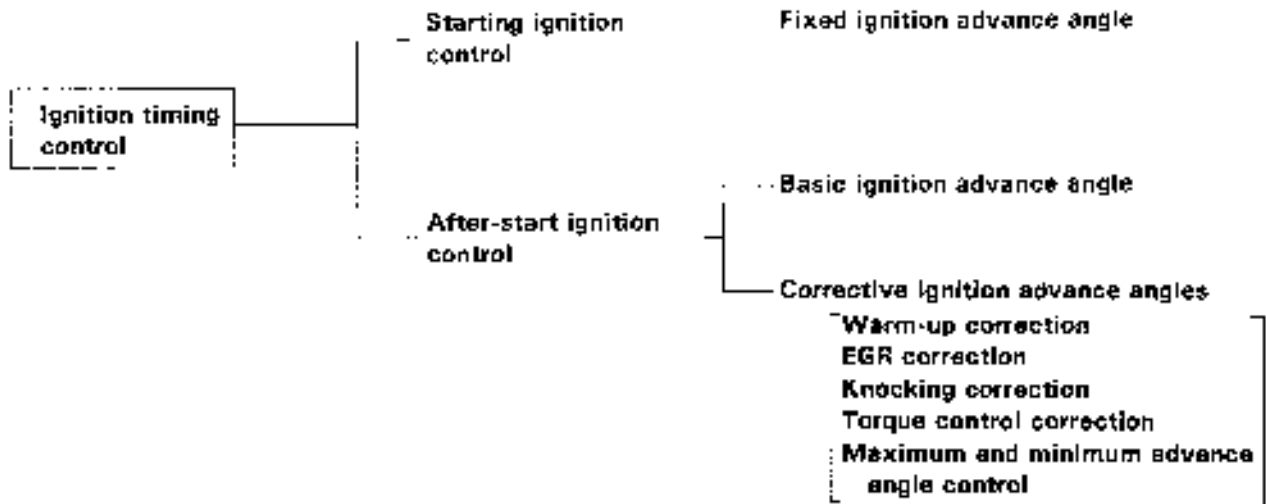 Starting ignition
control
Fixed ignition advance angle
Ignition timing
control
Basic ignition advance angle
After-start ignition
control
Corrective ignition advance angles
Warm-up correction
EGR correction
Knocking correction
Torque control correction
Maximum and minimum advance
angle control